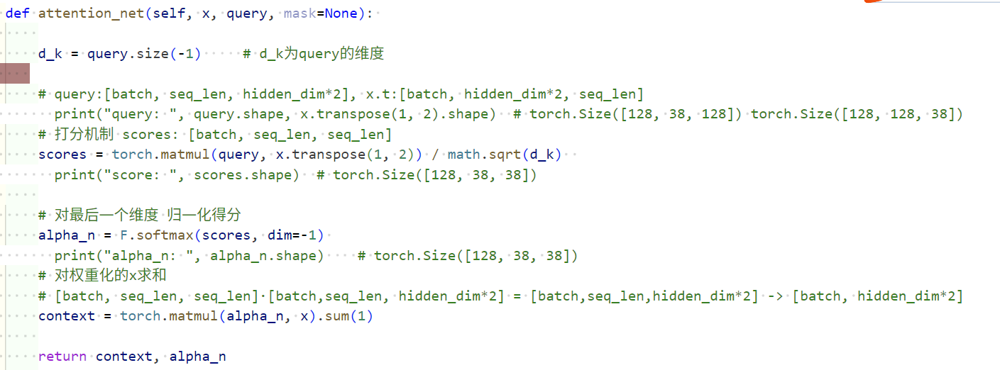 def attention_net(self, x, query, mask=None):
d_k = query.size(-1)     # d_k为query的维度
# query:[batch, seq_len, hidden_dim*2], x.t:[batch, hidden_dim*2, seq_len]
print("query: ", query.shape, x.transpose(1, 2).shape)  # torch.Size([128, 38, 128]) torch.Size([128, 128, 38])
# 打分机制 scores: [batch, seq_len, seq_len]
scores = torch.matmul(query, x.transpose(1, 2)) / math.sqrt(d_k)
print("score: ", scores.shape)  # torch.Size([128, 38, 38])
# 对最后一个维度 归一化得分
alpha_n = F.softmax(scores, dim=-1)
print("alpha_n: ", alpha_n.shape)    # torch.Size([128, 38, 38])
# 对权重化的x求和
# [batch, seq_len, seq_len]·[batch,seq_len, hidden_dim*2] = [batch,seq_len,hidden_dim*2] -> [batch, hidden_dim*2]
context = torch.matmul(alpha_n, x).sum(1)
return context, alpha_n